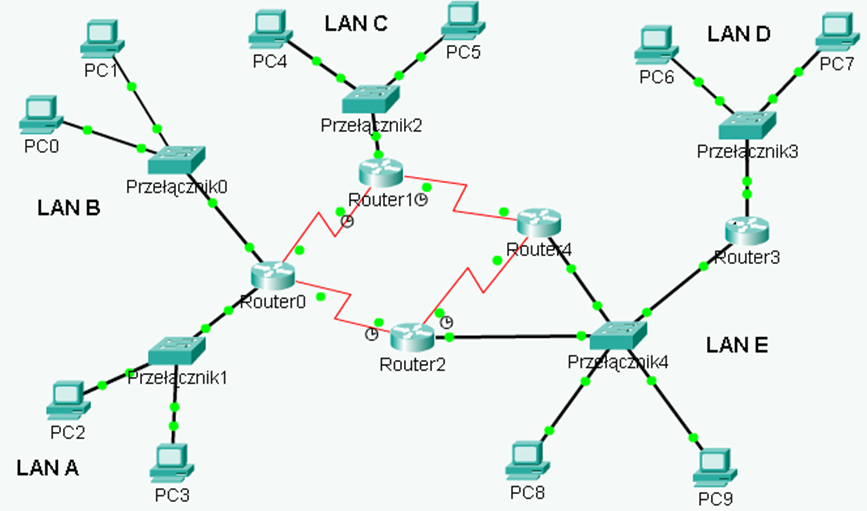 LAN C
PC4
PC5
LAN D
PC1
PC6
PC7
PC0
Przełącznik2
Przełącznik3
Przełącznik0
LAN B
Router1
Router4
Router3
Router0
LAN E
Router2
Przełącznik4
Przełącznik1
PC2
LAN A
PC3
PC8
PC9